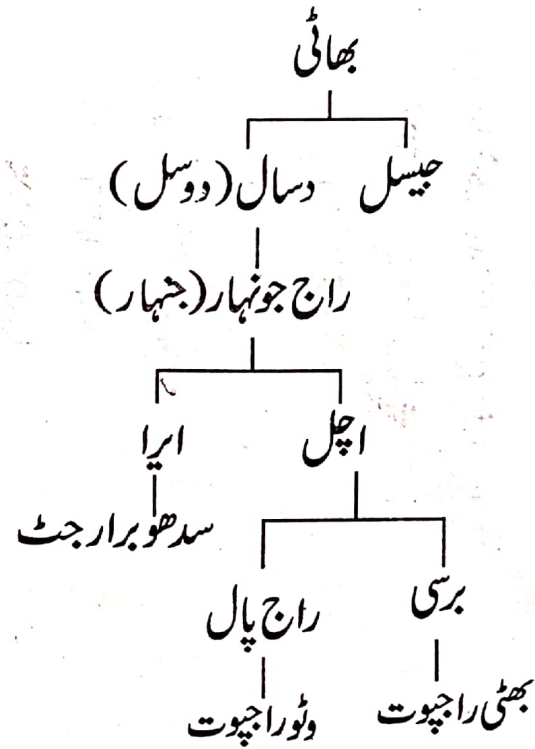 بھاٹی
جیسل دسال (دوسل)
راج جونہار (جنہار)
اچل ایرا
سدھو برار جٹ
برسی راج پال
بھٹی راجپوت وٹو راجپوت